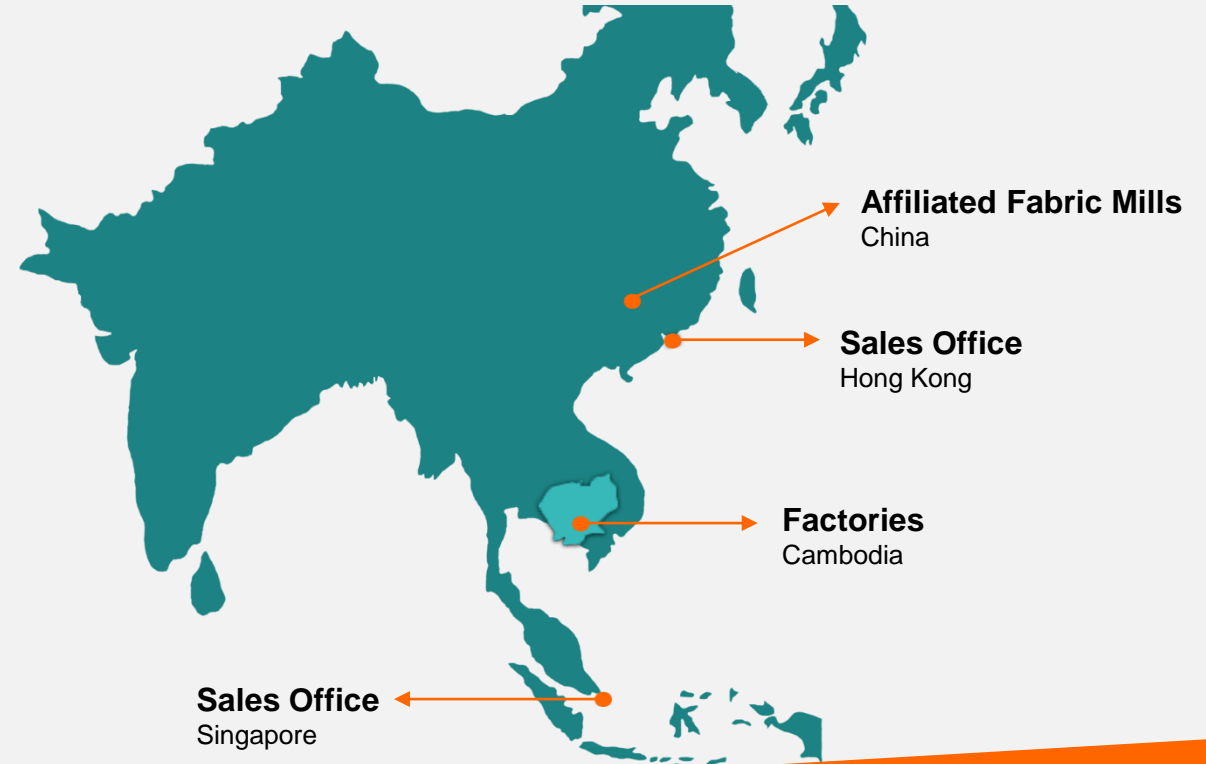 Affiliated Fabric Mills
China
Sales Office
Hong Kong
Factories
Cambodia
Sales Office
Singapore